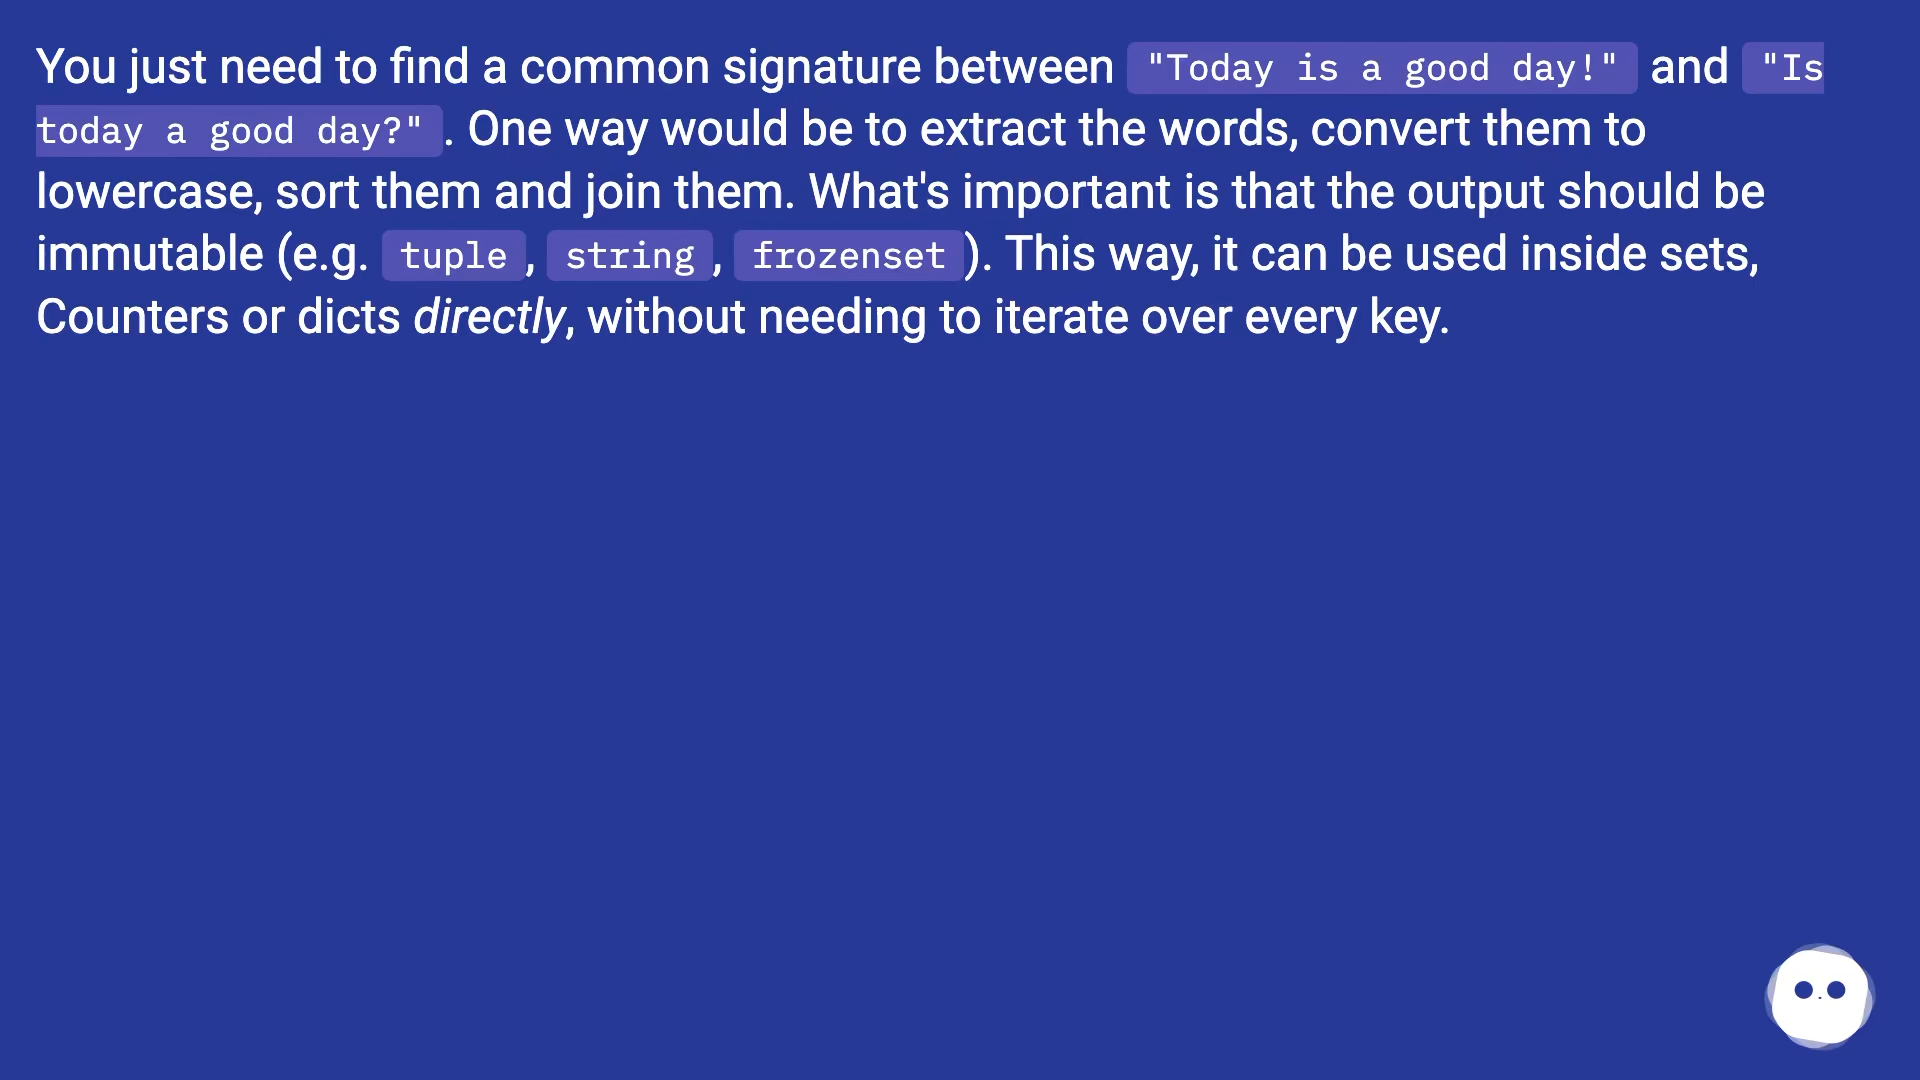 You just need to find a common signature between "Today is a good day!" and "Is
today a good day?" . One way would be to extract the words, convert them to
lowercase, sort them and join them. What's important is that the output should be
immutable (e.g. tuple , string , frozenset ). This way, it can be used inside sets,
Counters or dicts directly, without needing to iterate over every key.